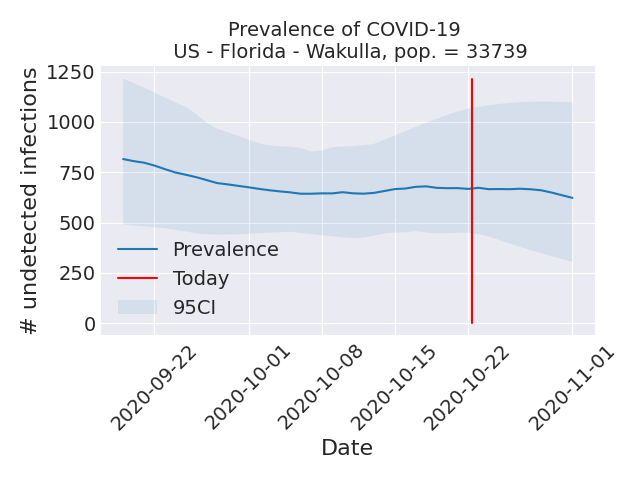 Prevalence of COVID-19
US - Florida - Wakulla, pop. = 33739
# undetected infections
1250
1000
750
500
250
0
Prevalence
Today
95CI
2020-09-22
2020-10-01
2020-10-08
2020-10-15
2020-10-22
2020-11-01
Date